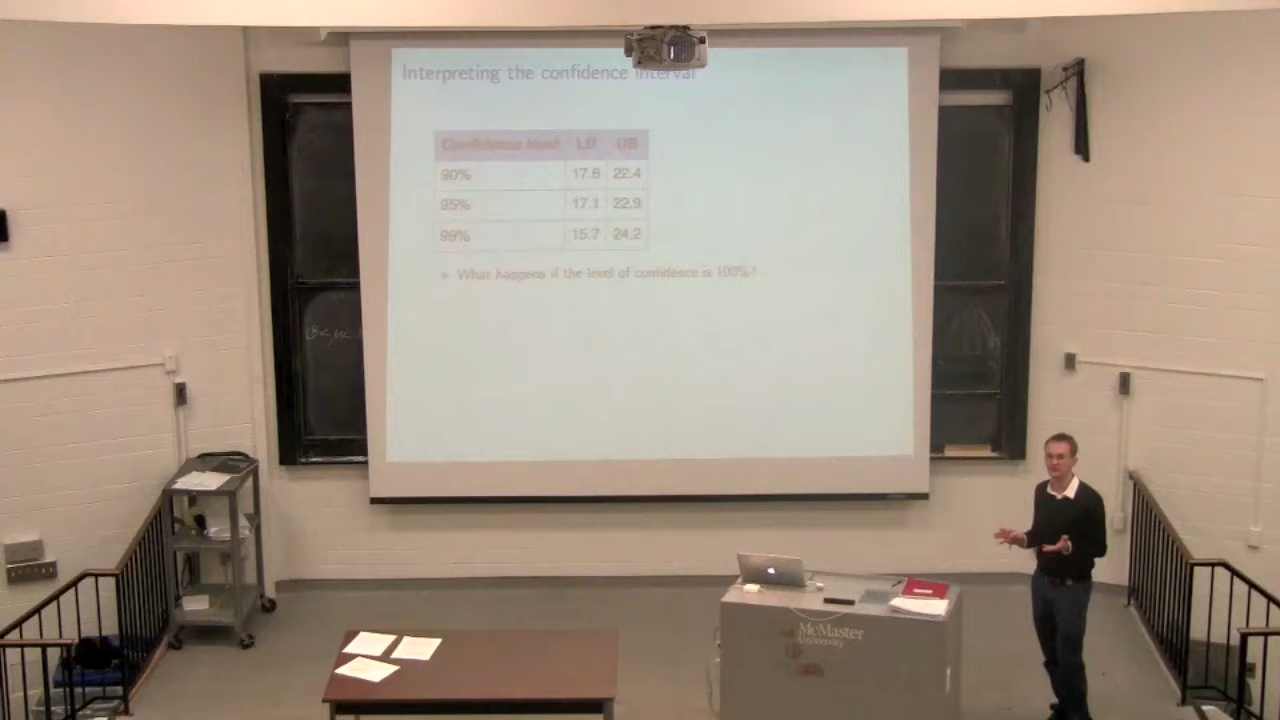 Interpreting the confidence interval
Confidence level LB UB
90% 17.6 22.4
95% 17.1 22.9
99% 15.7 24.2
What happens if the level of confidence is 100%?
McMaster
University